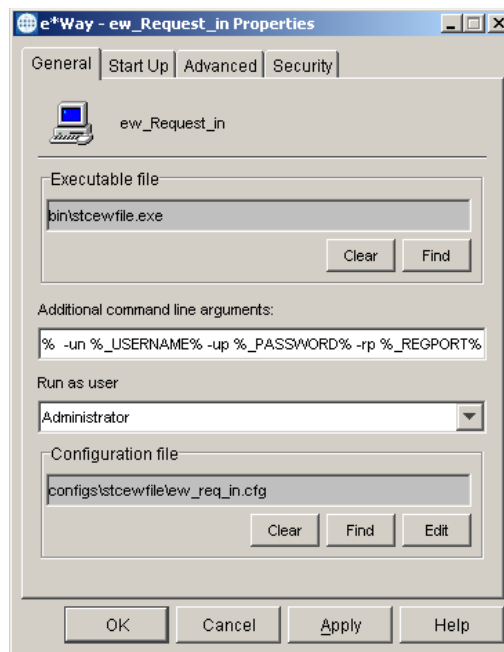 e*Way - ew_Request_in Properties
General Start Up Advanced Security
ew_Request_in
Executable file
bin\stcewfile.exe
Clear Find
Additional command line arguments:
% -un %_USERNAME% -up %_PASSWORD% -rp %_REGPORT%
Run as user
Administrator
Configuration file
configs\stcewfile\ew_req_in.cfg
Clear Find Edit
OK Cancel Apply Help